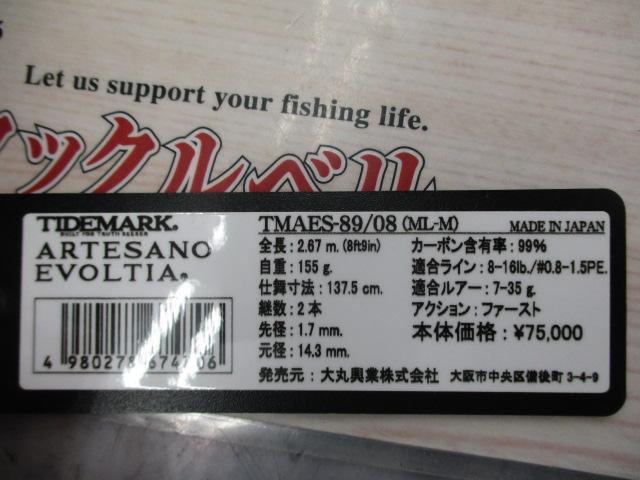 Let us support your fishing life.
タックルベリー
TIDEMARK.
BUILT FOR TRUTH SEEKER
ARTESANO
EVOLTIA.
TMAES-89/08 (ML-M) MADE IN JAPAN
全長：2.67 m. (8ft9in) カーボン含有率：99%
自重：155 g. 適合ライン：8-16lb./#0.8-1.5PE.
仕舞寸法：137.5 cm. 適合ルアー：7-35 g.
継数：2 本 アクション：ファースト
先径：1.7 mm. 本体価格：¥75,000
元径：14.3 mm.
発売元：大丸興業株式会社 大阪市中央区備後町 3-4-9